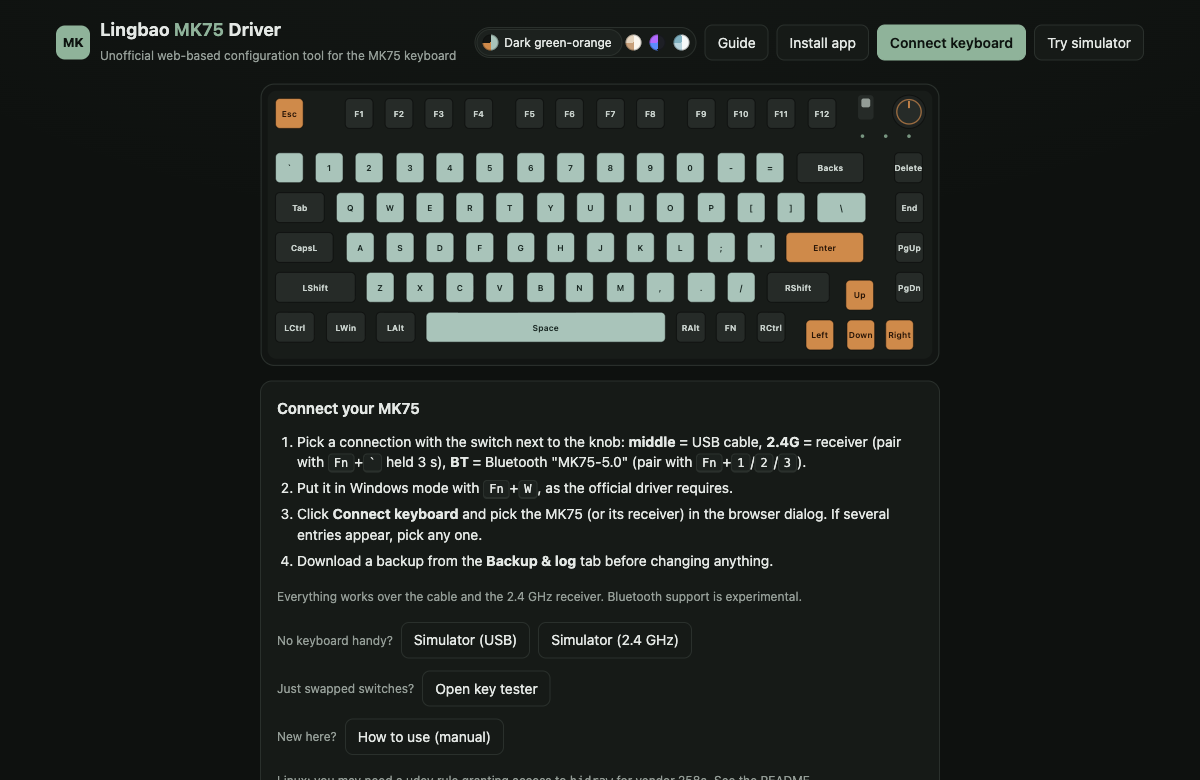 MK
Lingbao MK75 Driver
Unofficial web-based configuration tool for the MK75 keyboard
Dark green-orange
Guide
Install app
Connect keyboard
Try simulator
Esc F1 F2 F3 F4 F5 F6 F7 F8 F9 F10 F11 F12
` 1 2 3 4 5 6 7 8 9 0 - = Backs Delete
Tab Q W E R T Y U I O P [ ] \ End
CapsL A S D F G H J K L ; ' Enter PgUp
LShift Z X C V B N M , . / RShift Up PgDn
LCtrl LWin LAlt Space RAlt FN RCtrl Left Down Right
Connect your MK75
1. Pick a connection with the switch next to the knob: middle = USB cable, 2.4G = receiver (pair
with Fn + ` held 3 s), BT = Bluetooth "MK75-5.0" (pair with Fn + 1 / 2 / 3 ).
2. Put it in Windows mode with Fn + W , as the official driver requires.
3. Click Connect keyboard and pick the MK75 (or its receiver) in the browser dialog. If several
entries appear, pick any one.
4. Download a backup from the Backup & log tab before changing anything.
Everything works over the cable and the 2.4 GHz receiver. Bluetooth support is experimental.
No keyboard handy? Simulator (USB) Simulator (2.4 GHz)
Just swapped switches? Open key tester
New here? How to use (manual)